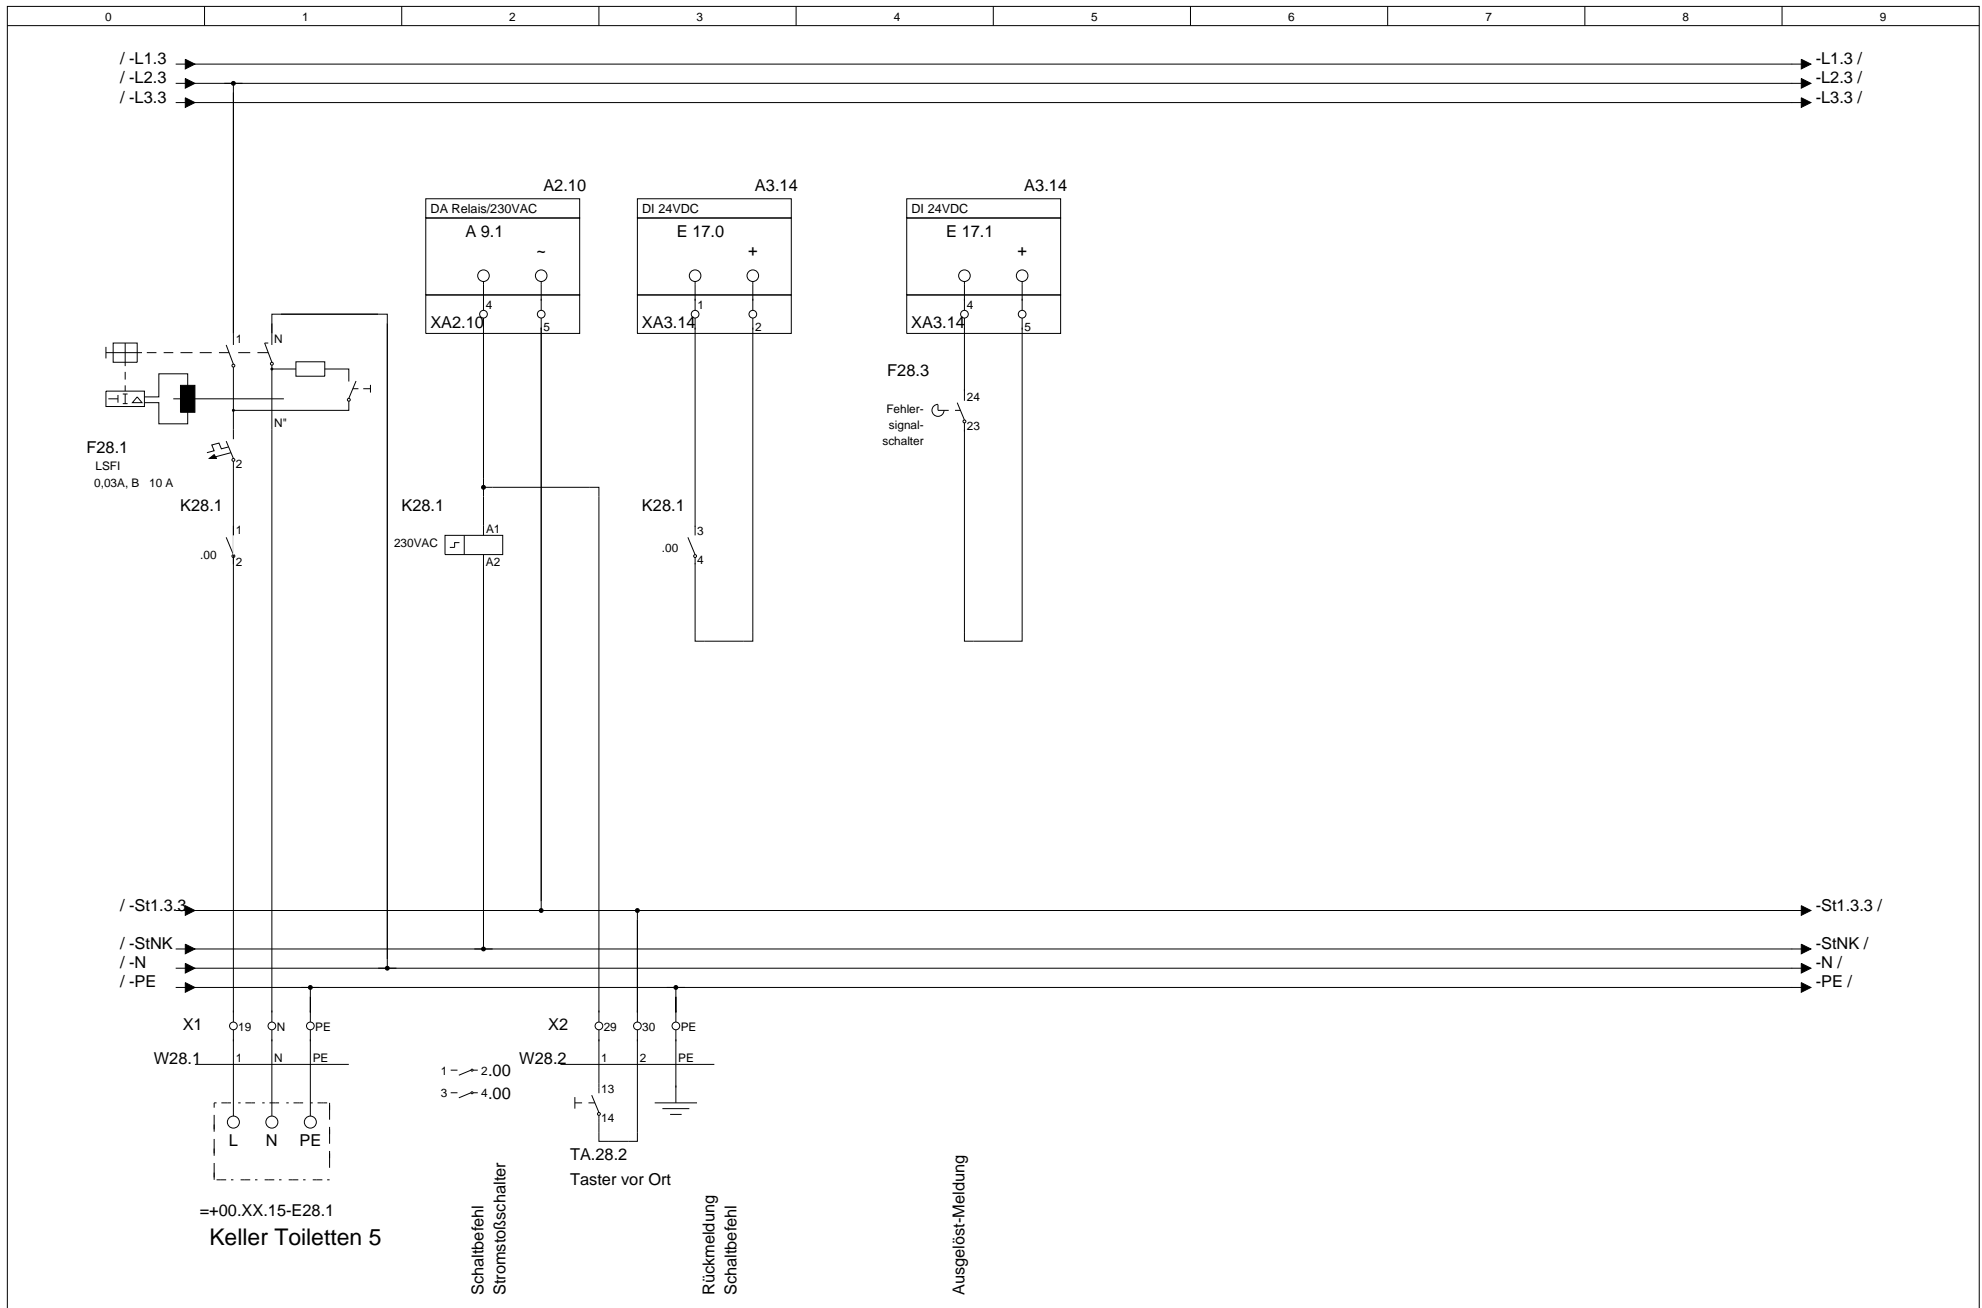 0 1 2 3 4 5 6 7 8 9
/ -L1.3 -L1.3 /
/ -L2.3 -L2.3 /
/ -L3.3 -L3.3 /
A2.10 A3.14 A3.14
DA Relais/230VAC DI 24VDC DI 24VDC
A 9.1 E 17.0 E 17.1
~ + +
4 1 4
XA2.10 5 XA3.14 2 XA3.14 5
1 N
F28.3
24
Fehler-
signal-
schalter
23
N"
F28.1
2
LSFI
0,03A, B 10 A
K28.1 K28.1 K28.1
1 A1 3
230VAC
.00 .00
2 A2 4
/ -St1.3.3 -St1.3.3 /
/ -StNK -StNK /
/ -N -N /
/ -PE -PE /
X1 19 N PE X2 29 30 PE
W28.1 1 N PE W28.2 1 2 PE
1 2 .00
3 4 .00
13
14
L N PE
TA.28.2
Taster vor Ort
=+00.XX.15-E28.1
Keller Toiletten 5
Schaltbefehl
Stromstoßschalter
Rückmeldung
Schaltbefehl
Ausgelöst-Meldung